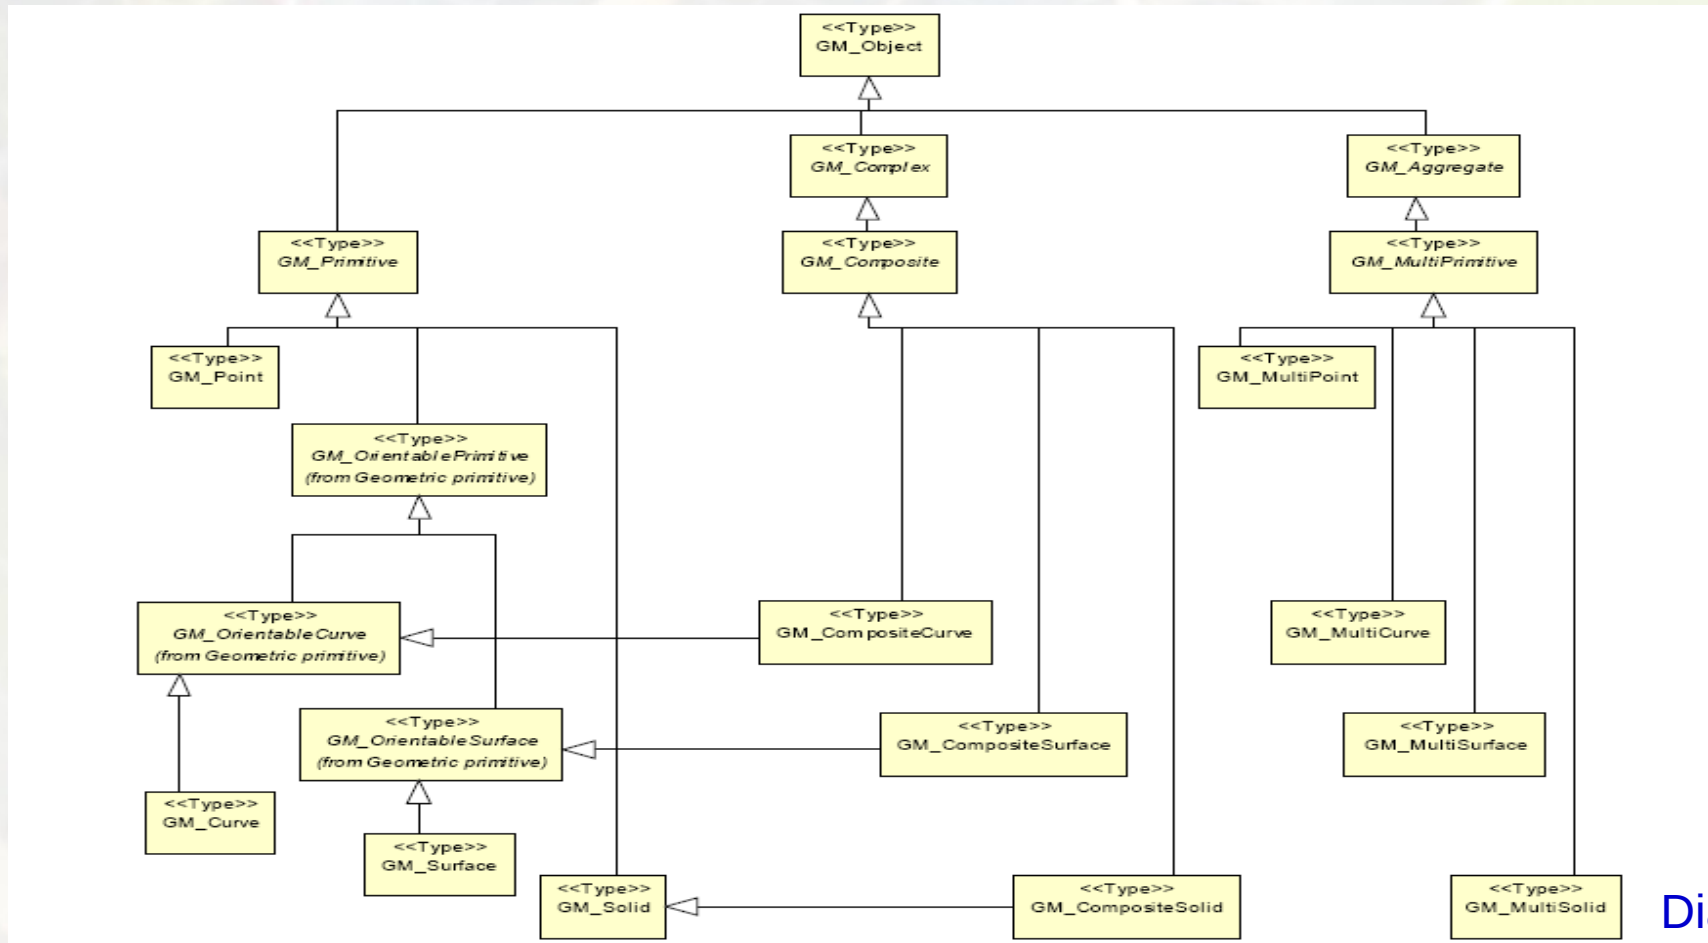 <<Type>>
GM_Object
<<Type>>
GM_Complex
<<Type>>
GM_Aggregate
<<Type>>
GM_Primitive
<<Type>>
GM_Composite
<<Type>>
GM_MultiPrimitive
<<Type>>
GM_Point
<<Type>>
GM_MultiPoint
<<Type>>
GM_OrientablePrimitive
(from Geometric primitive)
<<Type>>
GM_OrientableCurve
(from Geometric primitive)
<<Type>>
GM_CompositeCurve
<<Type>>
GM_MultiCurve
<<Type>>
GM_OrientableSurface
(from Geometric primitive)
<<Type>>
GM_CompositeSurface
<<Type>>
GM_MultiSurface
<<Type>>
GM_Curve
<<Type>>
GM_Surface
<<Type>>
GM_Solid
<<Type>>
GM_CompositeSolid
<<Type>>
GM_MultiSolid